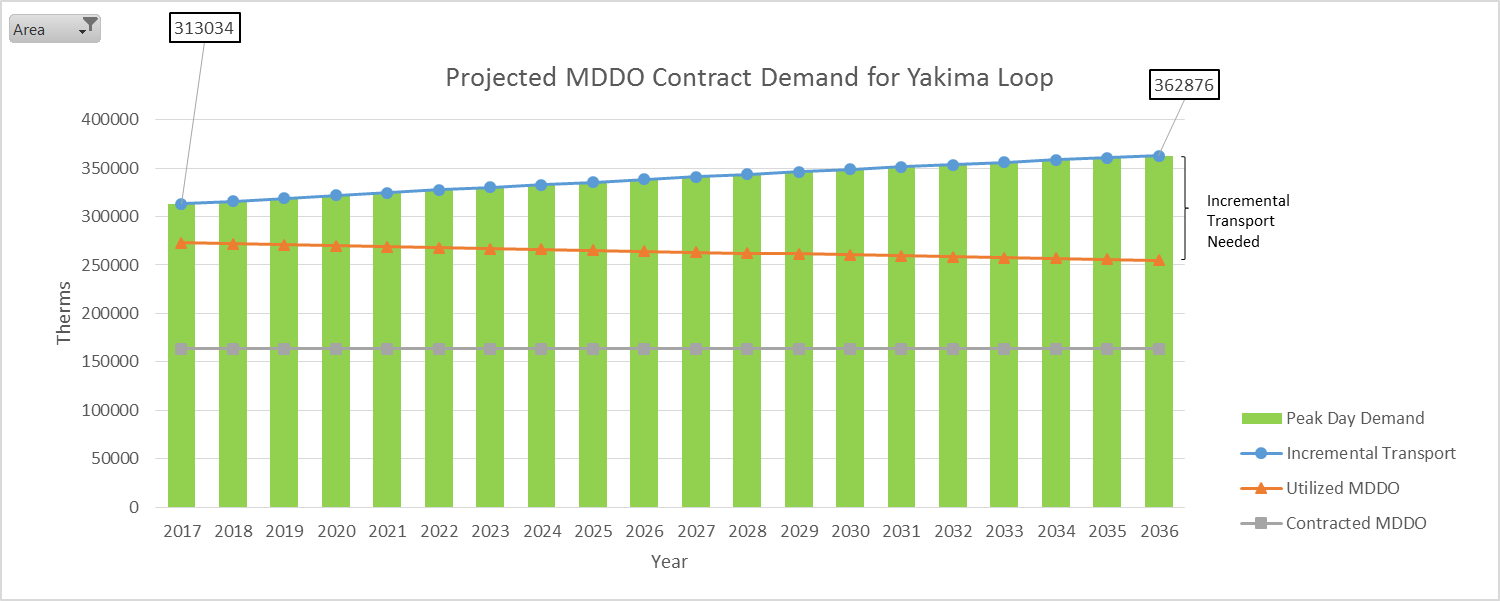 Area
313034
Projected MDDO Contract Demand for Yakima Loop
362876
400000
350000
300000
250000
200000
150000
100000
50000
0
Therms
2017 2018 2019 2020 2021 2022 2023 2024 2025 2026 2027 2028 2029 2030 2031 2032 2033 2034 2035 2036
Year
Incremental
Transport
Needed
Peak Day Demand
Incremental Transport
Utilized MDDO
Contracted MDDO